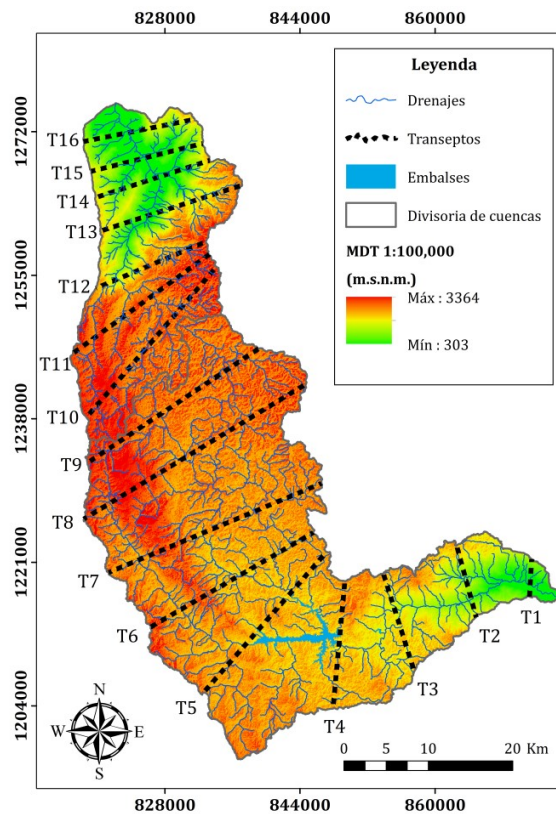 828000 844000 860000
Leyenda
Drenajes
Transeptos
Embalses
Divisoria de cuencas
MDT 1:100,000
(m.s.n.m.)
Máx : 3364
Mín : 303
1272000
1255000
1238000
1221000
1204000
T16
T15
T14
T13
T12
T11
T10
T9
T8
T7
T6
T5
T4
T3
T2
T1
N
W E
S
0 5 10 20 Km
828000 844000 860000